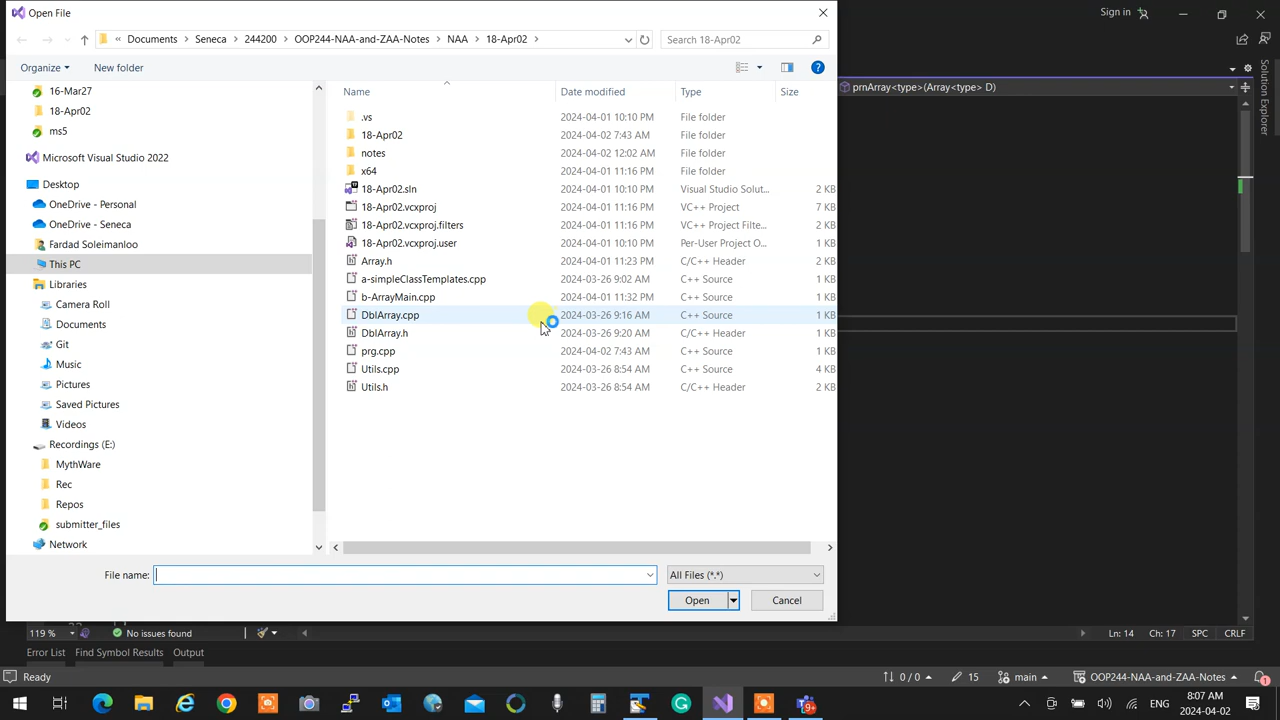 Open File
Sign in
« Documents > Seneca > 244200 > OOP244-NAA-and-ZAA-Notes > NAA > 18-Apr02 >
Search 18-Apr02
Organize
New folder
prnArray<type>(Array<type> D)
Solution Explorer
Name Date modified Type Size
16-Mar27
18-Apr02
ms5
Microsoft Visual Studio 2022
Desktop
OneDrive - Personal
OneDrive - Seneca
Fardad Soleimanloo
This PC
Libraries
Camera Roll
Documents
Git
Music
Pictures
Saved Pictures
Videos
Recordings (E:)
MythWare
Rec
Repos
submitter_files
Network
.vs 2024-04-01 10:10 PM File folder
18-Apr02 2024-04-02 7:43 AM File folder
notes 2024-04-02 12:02 AM File folder
x64 2024-04-01 11:16 PM File folder
18-Apr02.sln 2024-04-01 10:10 PM Visual Studio Solut... 2 KB
18-Apr02.vcxproj 2024-04-01 11:16 PM VC++ Project 7 KB
18-Apr02.vcxproj.filters 2024-04-01 11:16 PM VC++ Project Filte... 2 KB
18-Apr02.vcxproj.user 2024-04-01 10:10 PM Per-User Project O... 1 KB
Array.h 2024-04-01 11:23 PM C/C++ Header 2 KB
a-simpleClassTemplates.cpp 2024-03-26 9:02 AM C++ Source 1 KB
b-ArrayMain.cpp 2024-04-01 11:32 PM C++ Source 1 KB
DblArray.cpp 2024-03-26 9:16 AM C++ Source 1 KB
DblArray.h 2024-03-26 9:20 AM C/C++ Header 1 KB
prg.cpp 2024-04-02 7:43 AM C++ Source 1 KB
Utils.cpp 2024-03-26 8:54 AM C++ Source 4 KB
Utils.h 2024-03-26 8:54 AM C/C++ Header 2 KB
File name:
All Files (*.*)
Open
Cancel
119 %
No issues found
Ln: 14 Ch: 17 SPC CRLF
Error List Find Symbol Results Output
Ready
0 / 0
15
main
OOP244-NAA-and-ZAA-Notes
1
9+
ENG
8:07 AM
2024-04-02